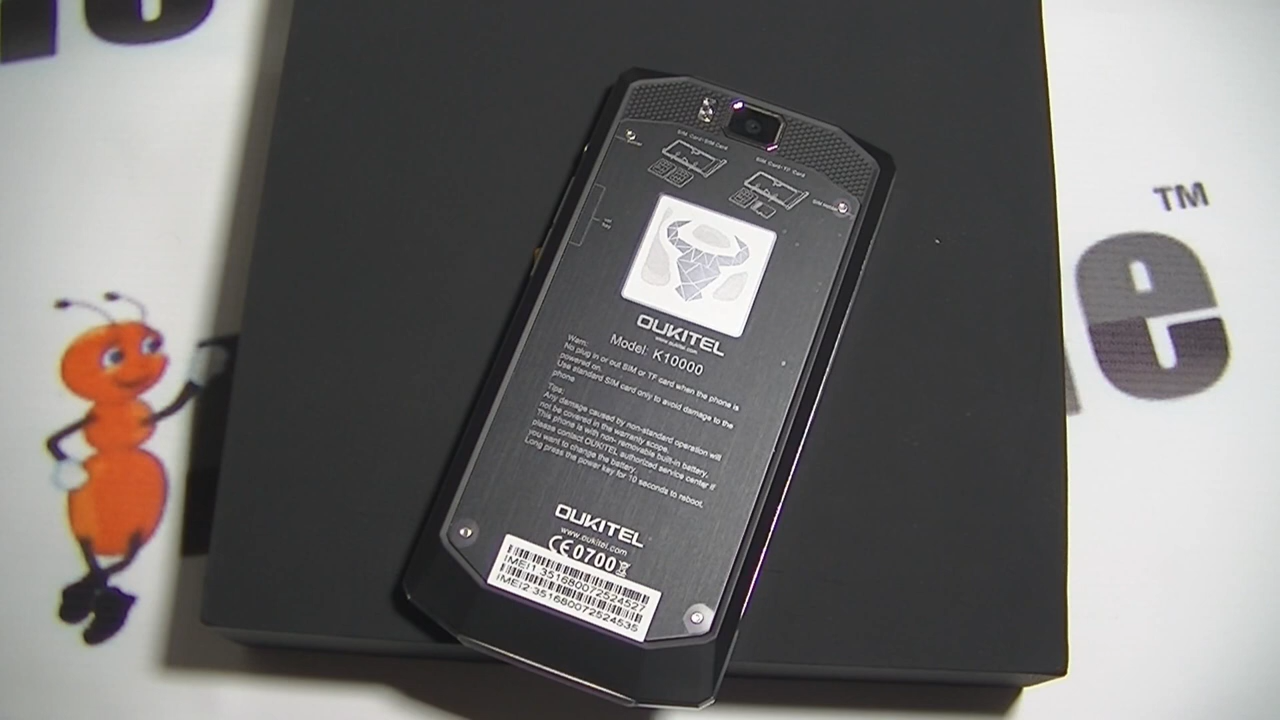 TM
e
SIM Card/SIM Card
SIM Card/TF Card
OUKITEL
www.oukitel.com
Model: K10000
Warn:
No plug in or out SIM or TF card when the phone is
powered on.
Use standard SIM card only to avoid damage to the
phone
Tips:
Any damage caused by non-standard operation will
not be covered in the warranty scope.
This phone is with non- removable built-in battery,
please contact OUKITEL authorized service center if
you want to change the battery.
Long press the power key for 10 seconds to reboot.
OUKITEL
www.oukitel.com
CE0700
IMEI1:351680072524527
IMEI2:351680072524535